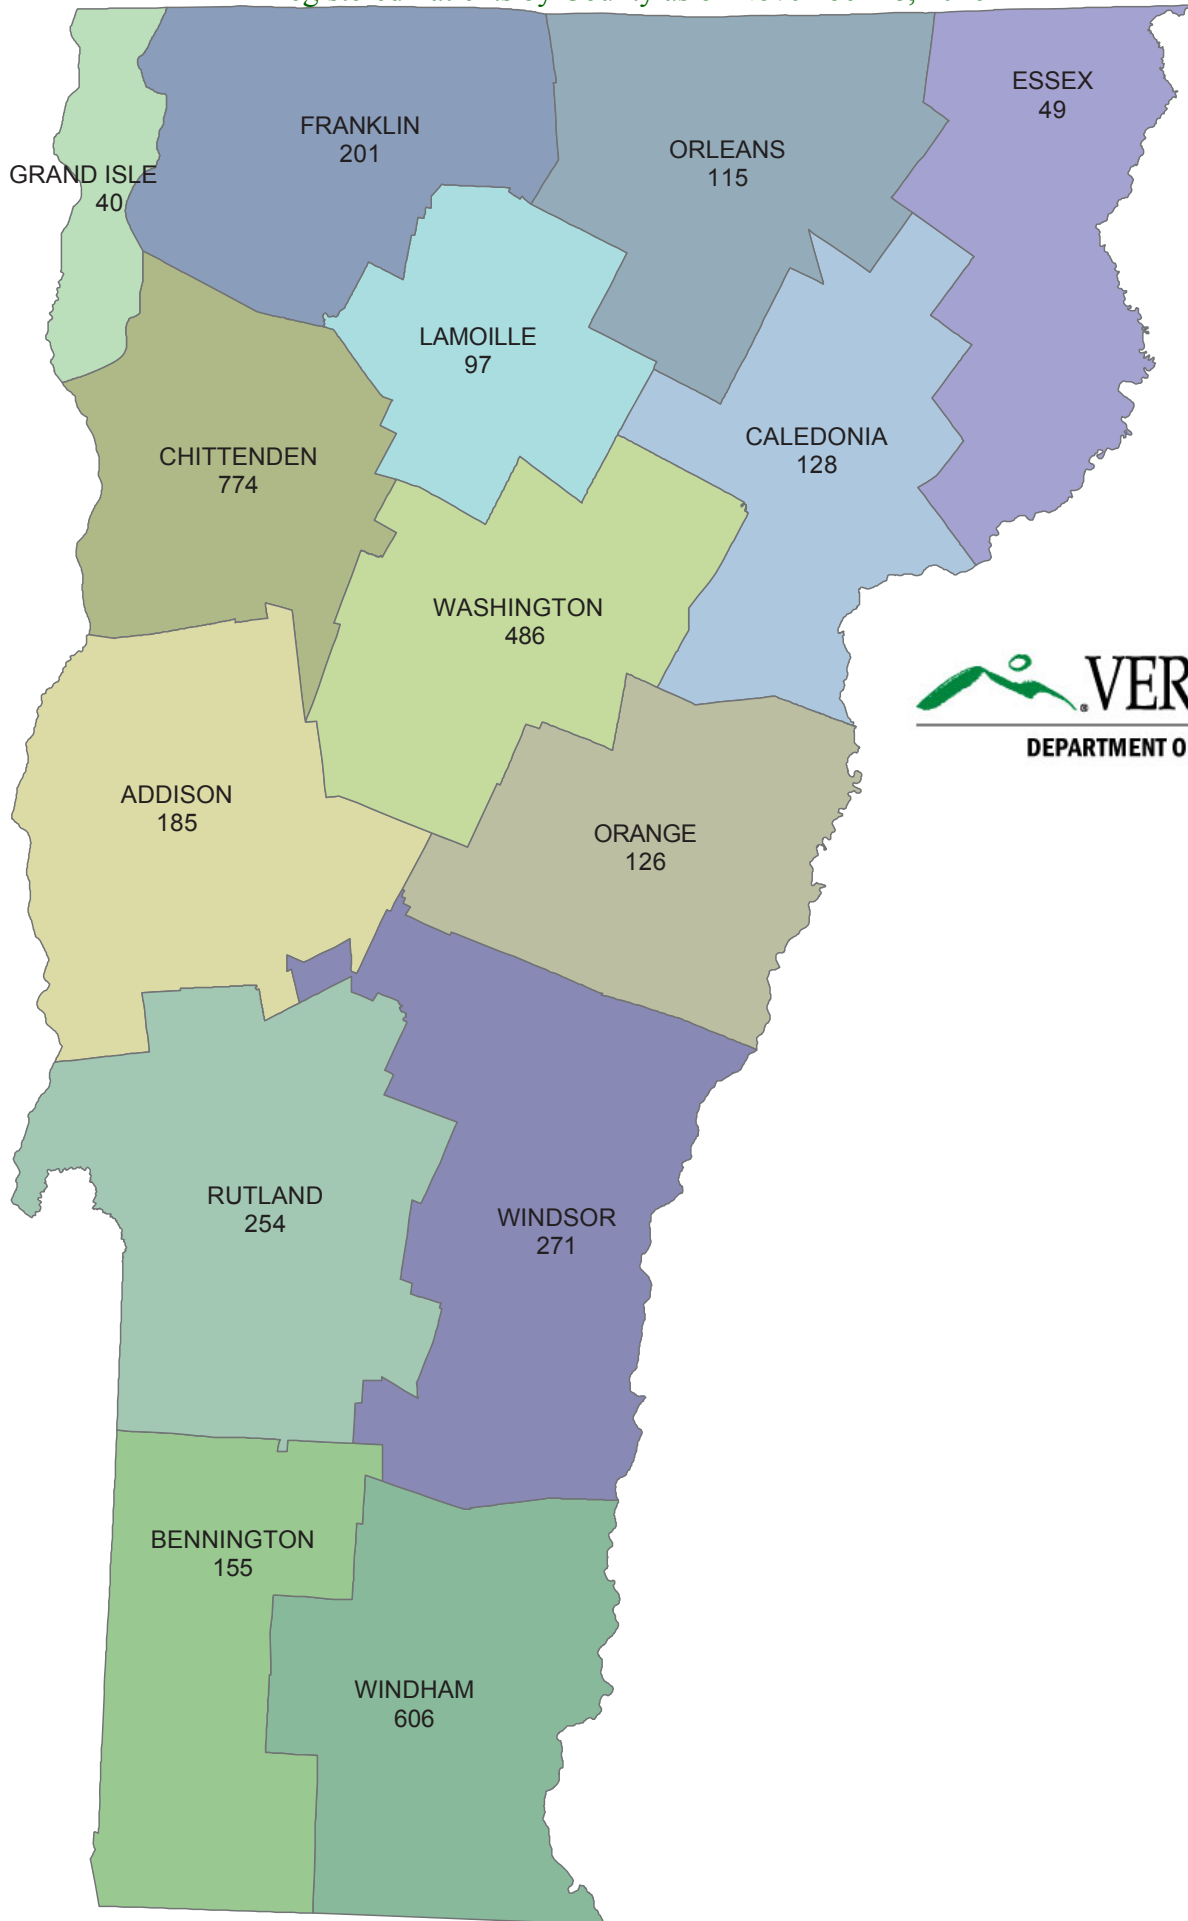 ESSEX
49
FRANKLIN
201
ORLEANS
115
GRAND ISLE
40
LAMOILLE
97
CALEDONIA
128
CHITTENDEN
774
WASHINGTON
486
VER
DEPARTMENT O
ADDISON
185
ORANGE
126
RUTLAND
254
WINDSOR
271
BENNINGTON
155
WINDHAM
606